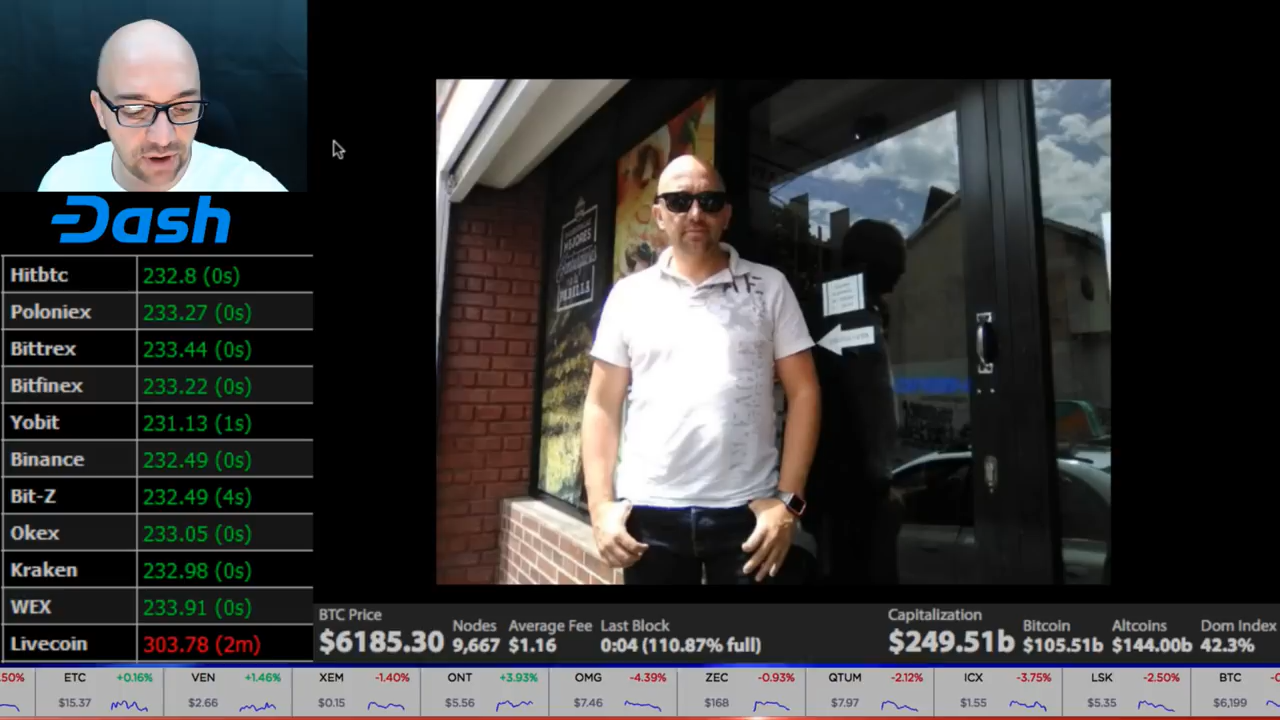 Dash
Hitbtc 232.8 (0s)
Poloniex 233.27 (0s)
Bittrex 233.44 (0s)
Bitfinex 233.22 (0s)
Yobit 231.13 (1s)
Binance 232.49 (0s)
Bit-Z 232.49 (4s)
Okex 233.05 (0s)
Kraken 232.98 (0s)
WEX 233.91 (0s)
Livecoin 303.78 (2m)
MEJORES
PARRILLA
BTC Price Nodes Average Fee Last Block Capitalization Bitcoin Altcoins Dom Index
$6185.30 9,667 $1.16 0:04 (110.87% full) $249.51b $105.51b $144.00b 42.3%
.50% ETC +0.16% VEN +1.46% XEM -1.40% ONT +3.93% OMG -4.39% ZEC -0.93% QTUM -2.12% ICX -3.75% LSK -2.50% BTC
$15.37 $2.66 $0.15 $5.56 $7.46 $168 $7.97 $1.55 $5.35 $6,199